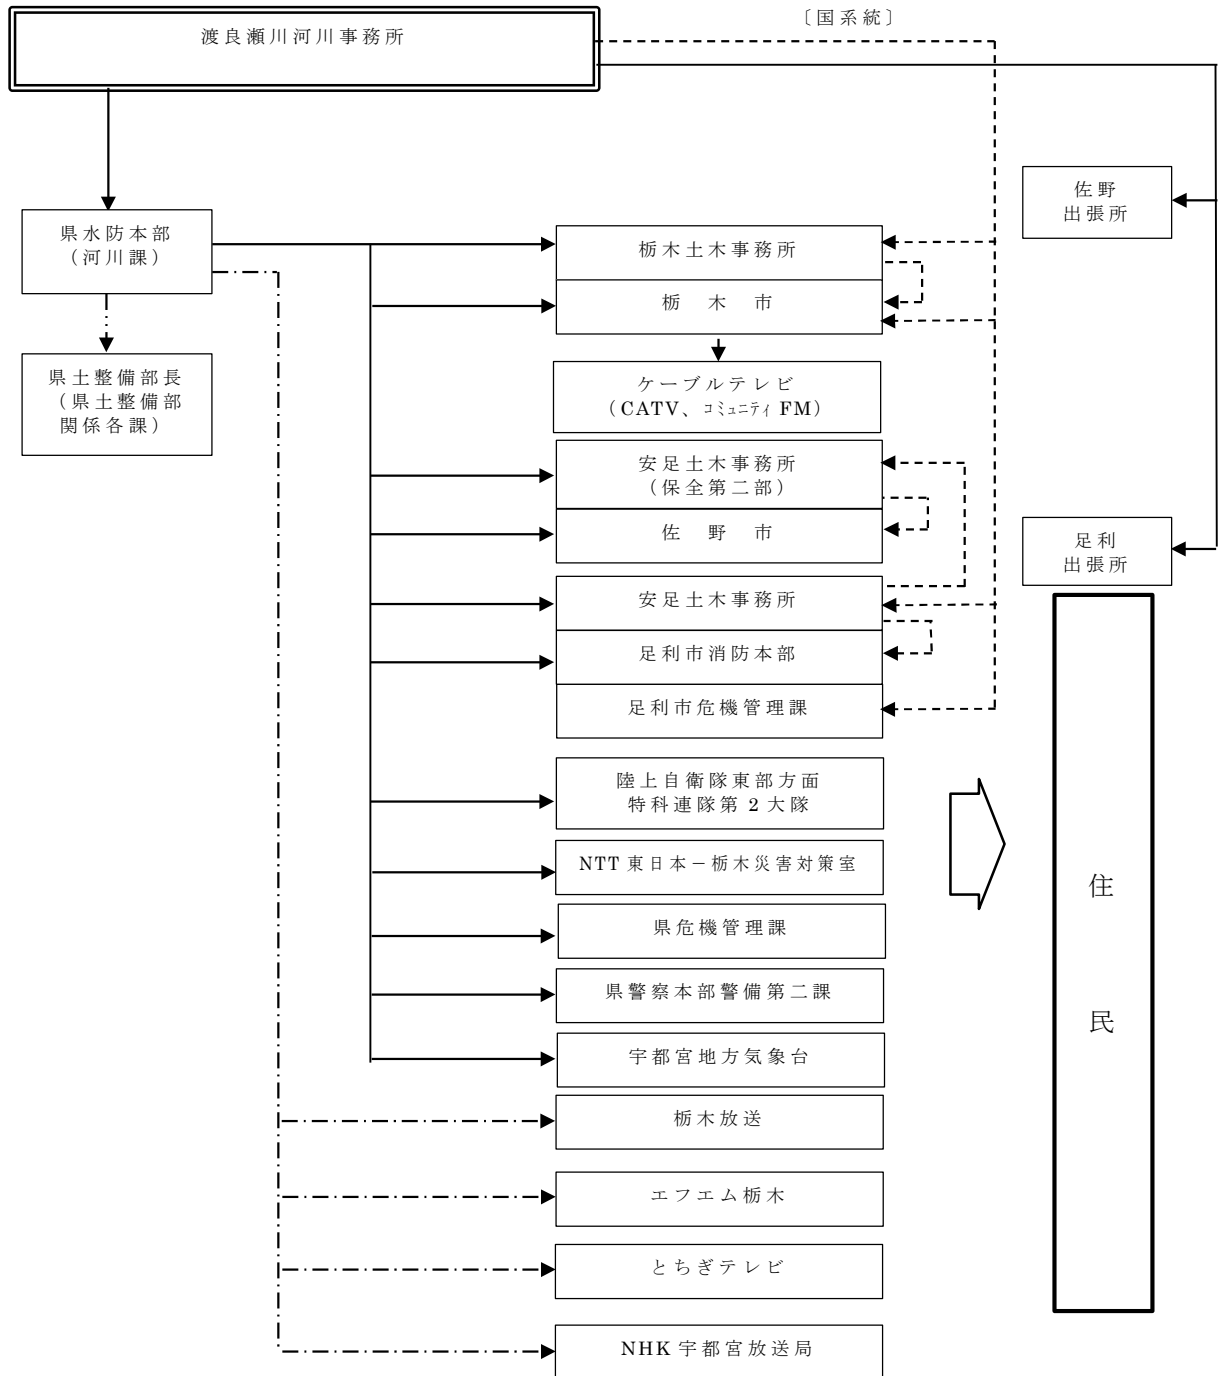 〔国系統〕
渡良瀬川河川事務所
佐野
出張所
県水防本部
（河川課）
栃木土木事務所
栃木市
県土整備部長
（県土整備部
関係各課）
ケーブルテレビ
（CATV、コミュニティ FM）
安足土木事務所
（保全第二部）
佐野市
足利
出張所
安足土木事務所
足利市消防本部
足利市危機管理課
陸上自衛隊東部方面
特科連隊第 2 大隊
NTT 東日本－栃木災害対策室
県危機管理課
県警察本部警備第二課
宇都宮地方気象台
住民
栃木放送
エフエム栃木
とちぎテレビ
NHK 宇都宮放送局